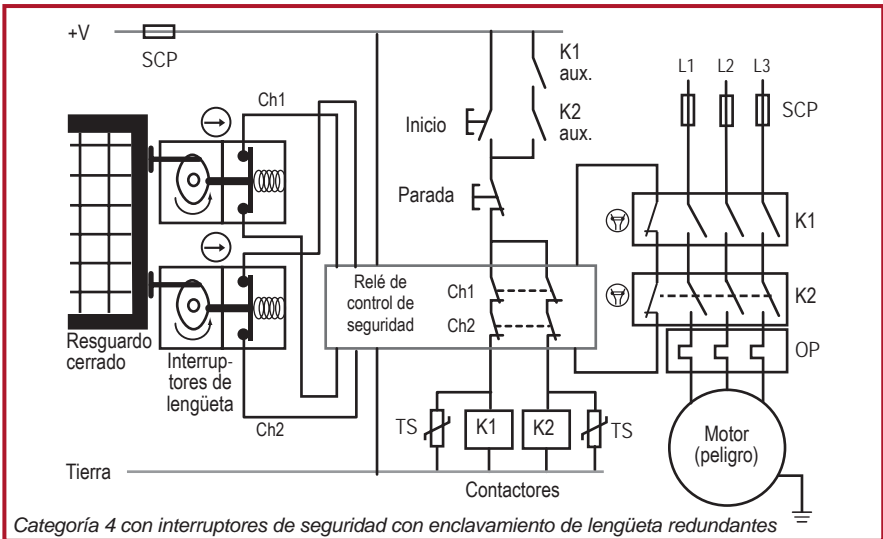 +V
SCP
K1
aux.
L1 L2 L3
Ch1
K2
aux.
SCP
Inicio
Parada
K1
Relé de
control de
seguridad
Ch1
Ch2
K2
Resguardo
cerrado
Interrup-
tores de
lengüeta
OP
Ch2
TS
K1
K2
TS
Motor
(peligro)
Tierra
Contactores
Categoría 4 con interruptores de seguridad con enclavamiento de lengüeta redundantes